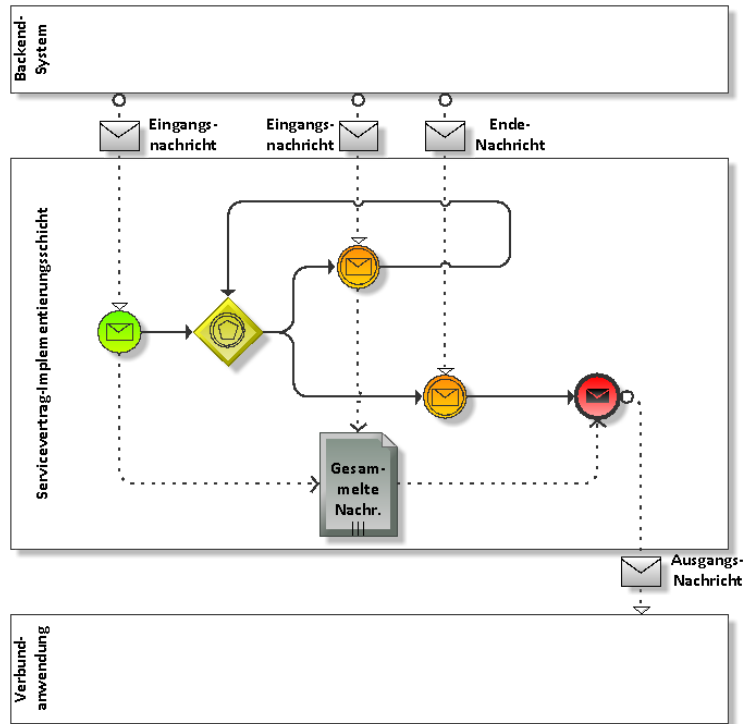 Backend-
System
Eingangs-
nachricht
Eingangs-
nachricht
Ende-
Nachricht
Servicevertrag-Implementierungsschicht
Gesam-
melte
Nachr.
Ausgangs-
Nachricht
Verbund-
anwendung